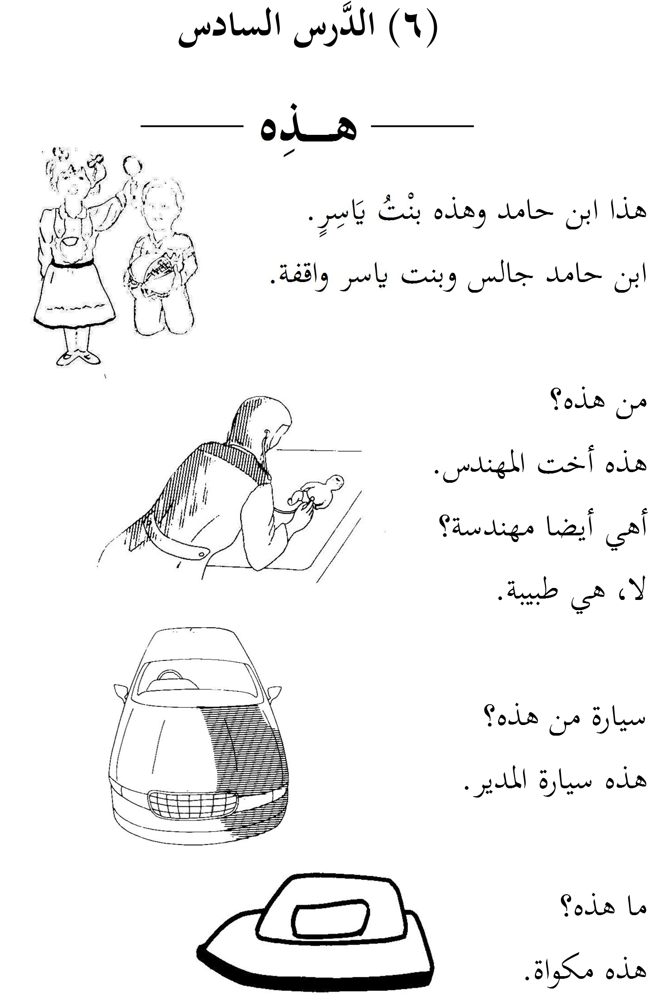 (٦) الدَّرس السادس
هـــذِه
هذا ابن حامد وهذه بنْتُ يَاسِرٍ.
ابن حامد جالس وبنت ياسر واقفة.
من هذه؟
هذه أخت المهندس.
أهي أيضا مهندسة؟
لا، هي طبيبة.
سيارة من هذه؟
هذه سيارة المدير.
ما هذه؟
هذه مكواة.